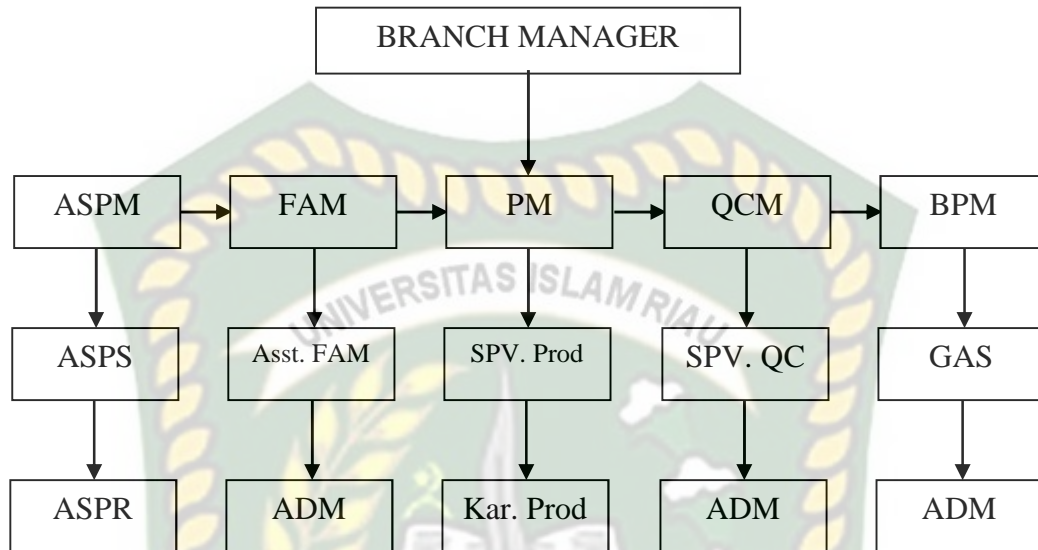 BRANCH MANAGER
ASPM FAM PM QCM BPM
UNIVERSITAS ISLAM RIAU
ASPS Asst. FAM SPV. Prod SPV. QC GAS
ASPR ADM Kar. Prod ADM ADM